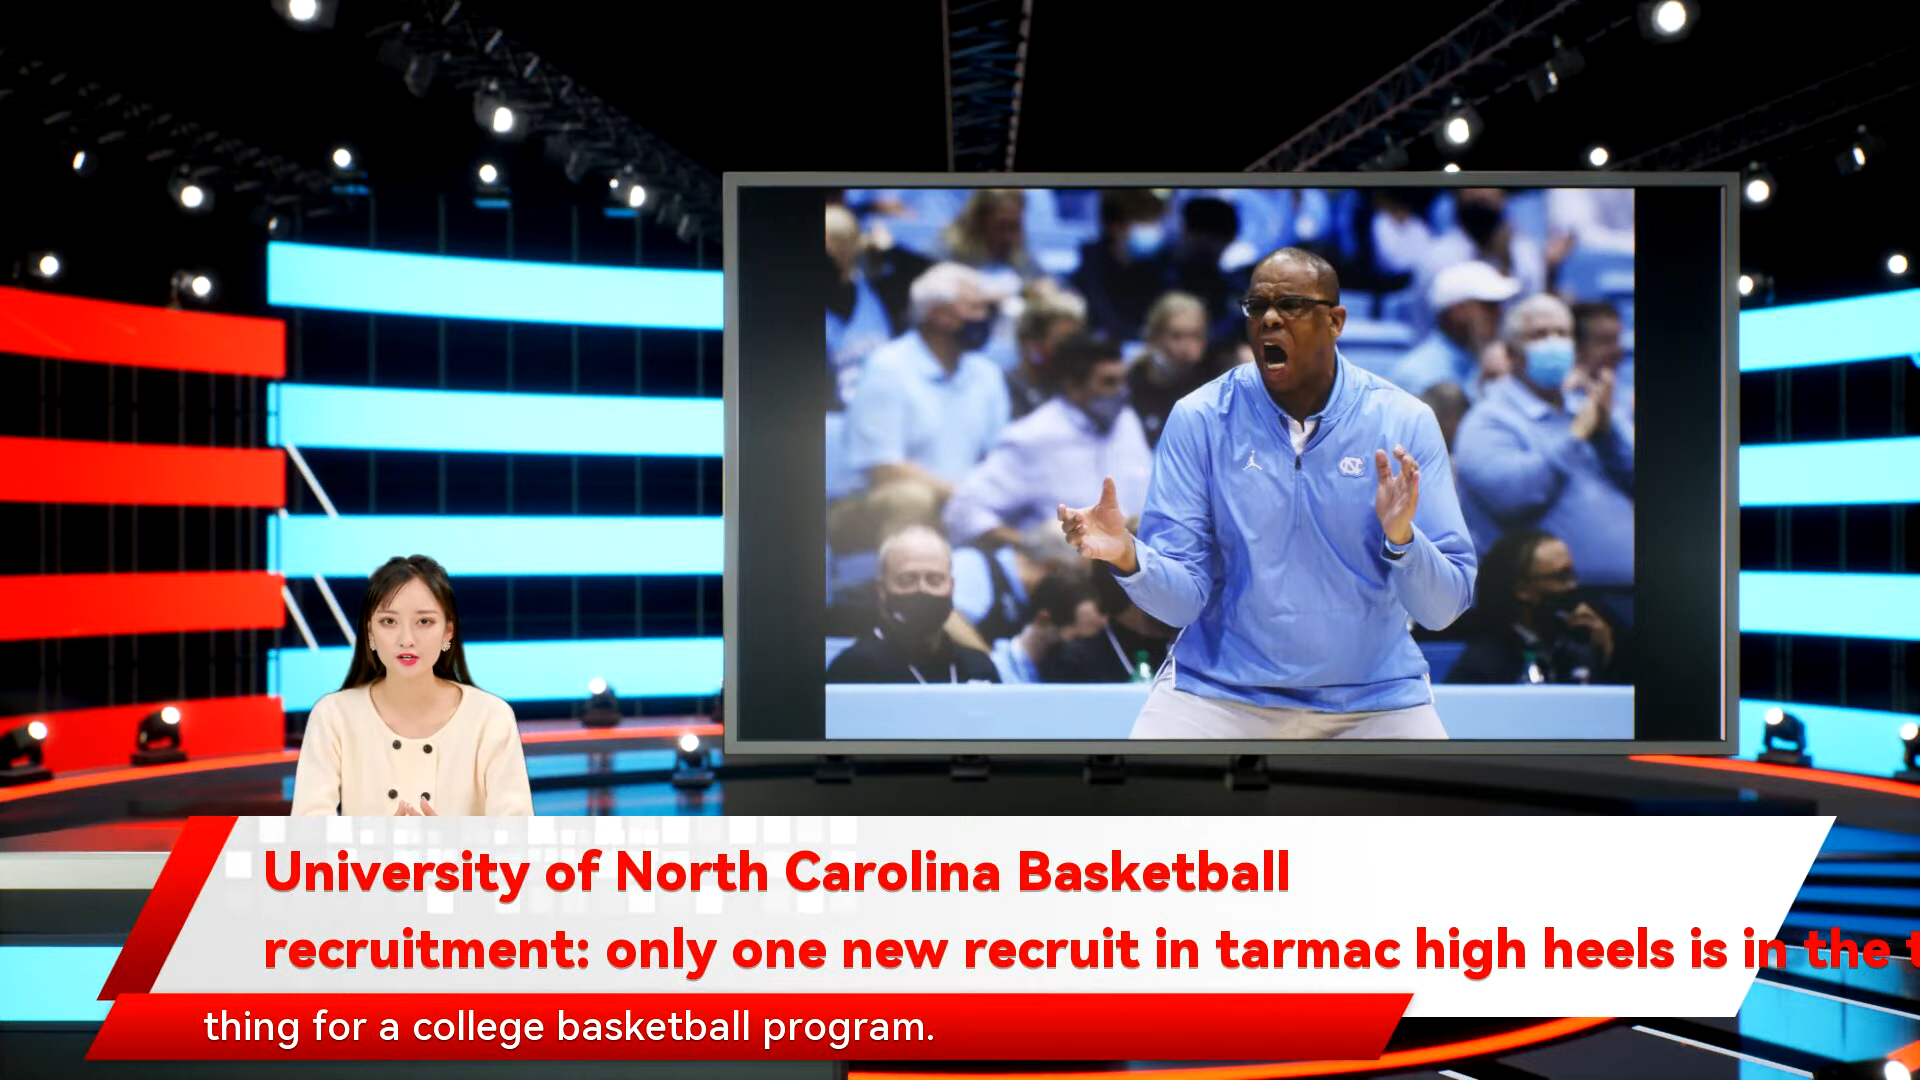 University of North Carolina Basketball
recruitment: only one new recruit in tarmac high heels is in the
thing for a college basketball program.